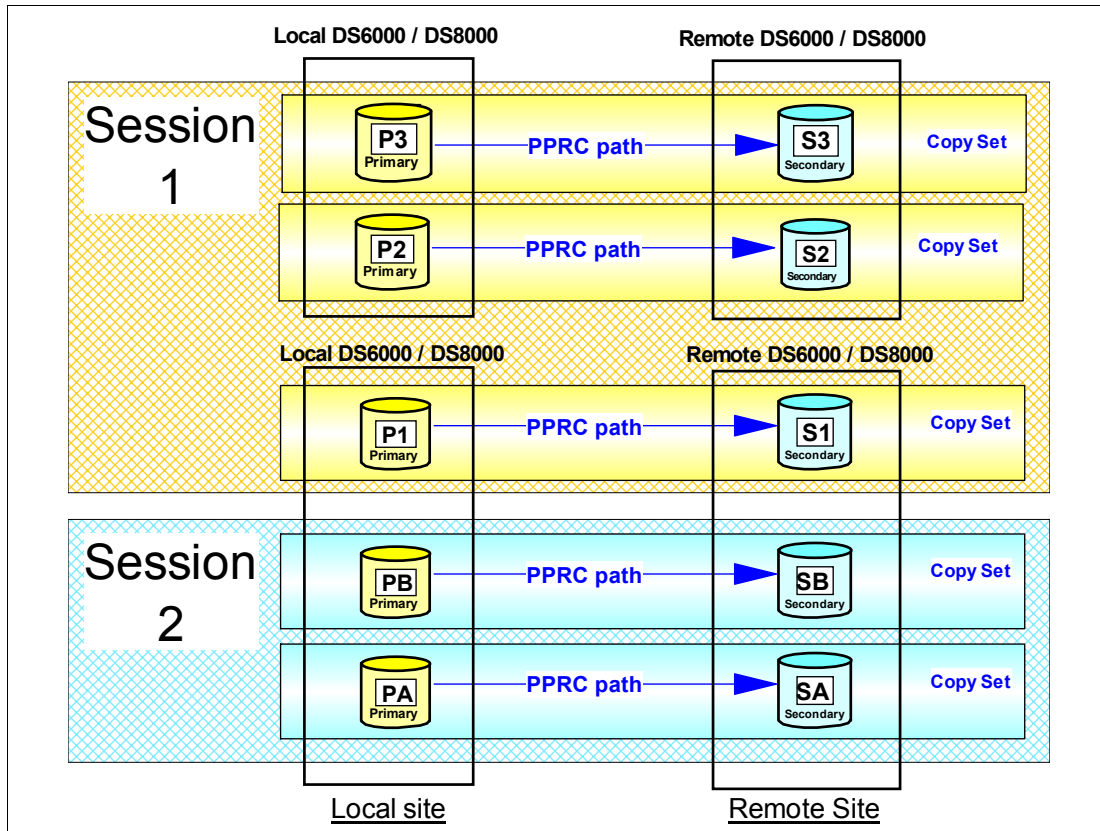 Local DS6000 / DS8000
Remote DS6000 / DS8000
Session
1
P3
Primary
PPRC path
S3
Secondary
Copy Set
P2
Primary
PPRC path
S2
Secondary
Copy Set
Local DS6000 / DS8000
Remote DS6000 / DS8000
P1
Primary
PPRC path
S1
Secondary
Copy Set
Session
2
PB
Primary
PPRC path
SB
Secondary
Copy Set
PA
Primary
PPRC path
SA
Secondary
Copy Set
Local site
Remote Site